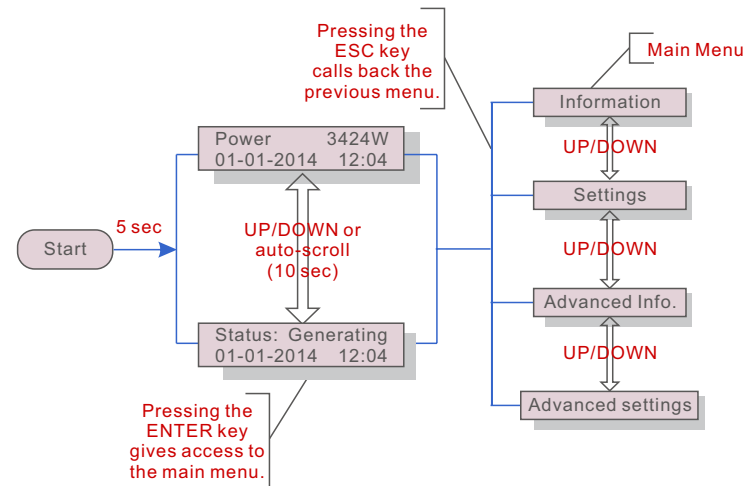 Pressing the
ESC key
calls back the
previous menu.
Main Menu
Information
UP/DOWN
Settings
UP/DOWN
Advanced Info.
UP/DOWN
Advanced settings
Power 3424W
01-01-2014 12:04
Start
5 sec
UP/DOWN or
auto-scroll
(10 sec)
Status: Generating
01-01-2014 12:04
Pressing the
ENTER key
gives access to
the main menu.